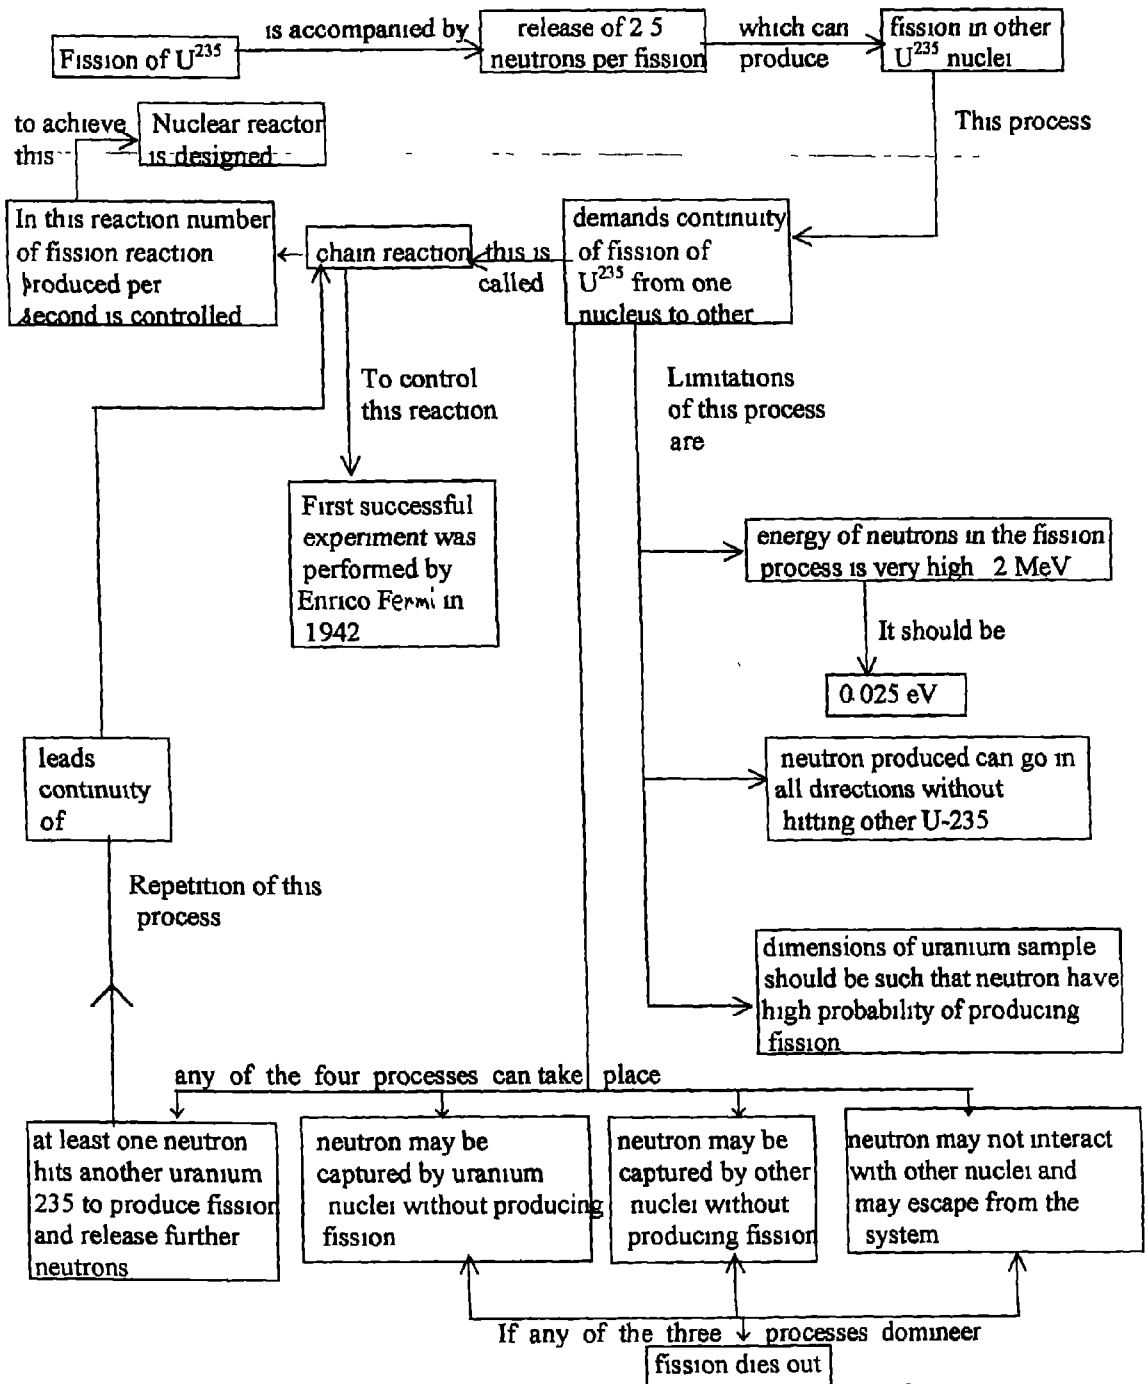 Fission of U²³⁵
is accompanied by
release of 2 5
neutrons per fission
which can
produce
fission in other
U²³⁵ nuclei
This process
to achieve
this
Nuclear reactor
is designed
In this reaction number
of fission reaction
produced per
second is controlled
chain reaction
this is
called
demands continuity
of fission of
U²³⁵ from one
nucleus to other
To control
this reaction
Limitations
of this process
are
First successful
experiment was
performed by
Enrico Fermi in
1942
energy of neutrons in the fission
process is very high 2 MeV
It should be
0.025 eV
leads
continuity
of
neutron produced can go in
all directions without
hitting other U-235
Repetition of this
process
dimensions of uranium sample
should be such that neutron have
high probability of producing
fission
any of the four processes can take place
at least one neutron
hits another uranium
235 to produce fission
and release further
neutrons
neutron may be
captured by uranium
nuclei without producing
fission
neutron may be
captured by other
nuclei without
producing fission
neutron may not interact
with other nuclei and
may escape from the
system
If any of the three processes domineer
fission dies out